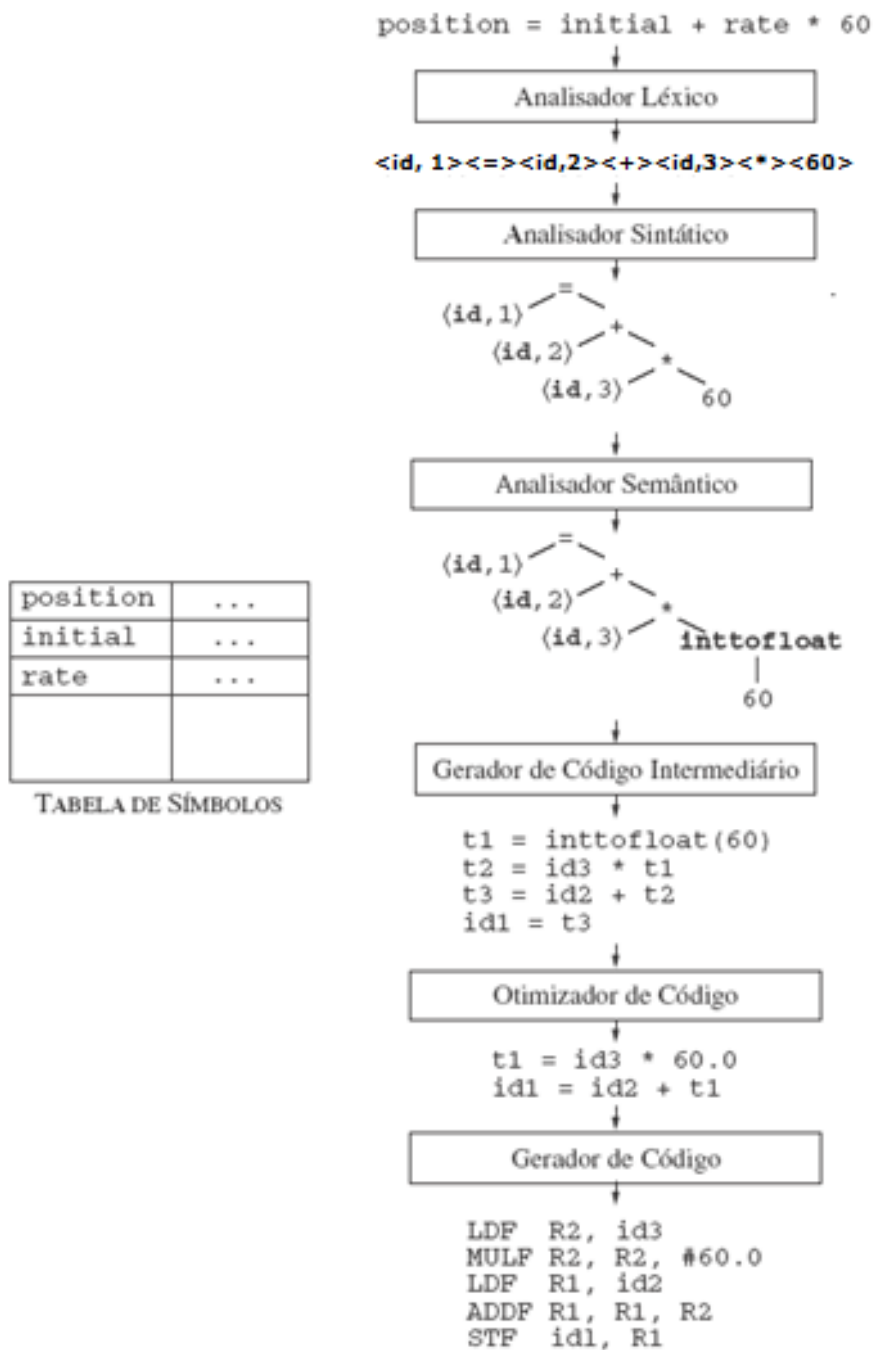 position = initial + rate * 60
Analisador Léxico
<id, 1><=><id,2><+><id,3><*><60>
Analisador Sintático
=
⟨id,1⟩
+
⟨id,2⟩
*
⟨id,3⟩
60
Analisador Semântico
=
⟨id,1⟩
+
⟨id,2⟩
*
⟨id,3⟩
inttofloat
60
position ...
initial ...
rate ...
TABELA DE SÍMBOLOS
Gerador de Código Intermediário
t1 = inttofloat(60)
t2 = id3 * t1
t3 = id2 + t2
id1 = t3
Otimizador de Código
t1 = id3 * 60.0
id1 = id2 + t1
Gerador de Código
LDF R2, id3
MULF R2, R2, #60.0
LDF R1, id2
ADDF R1, R1, R2
STF id1, R1